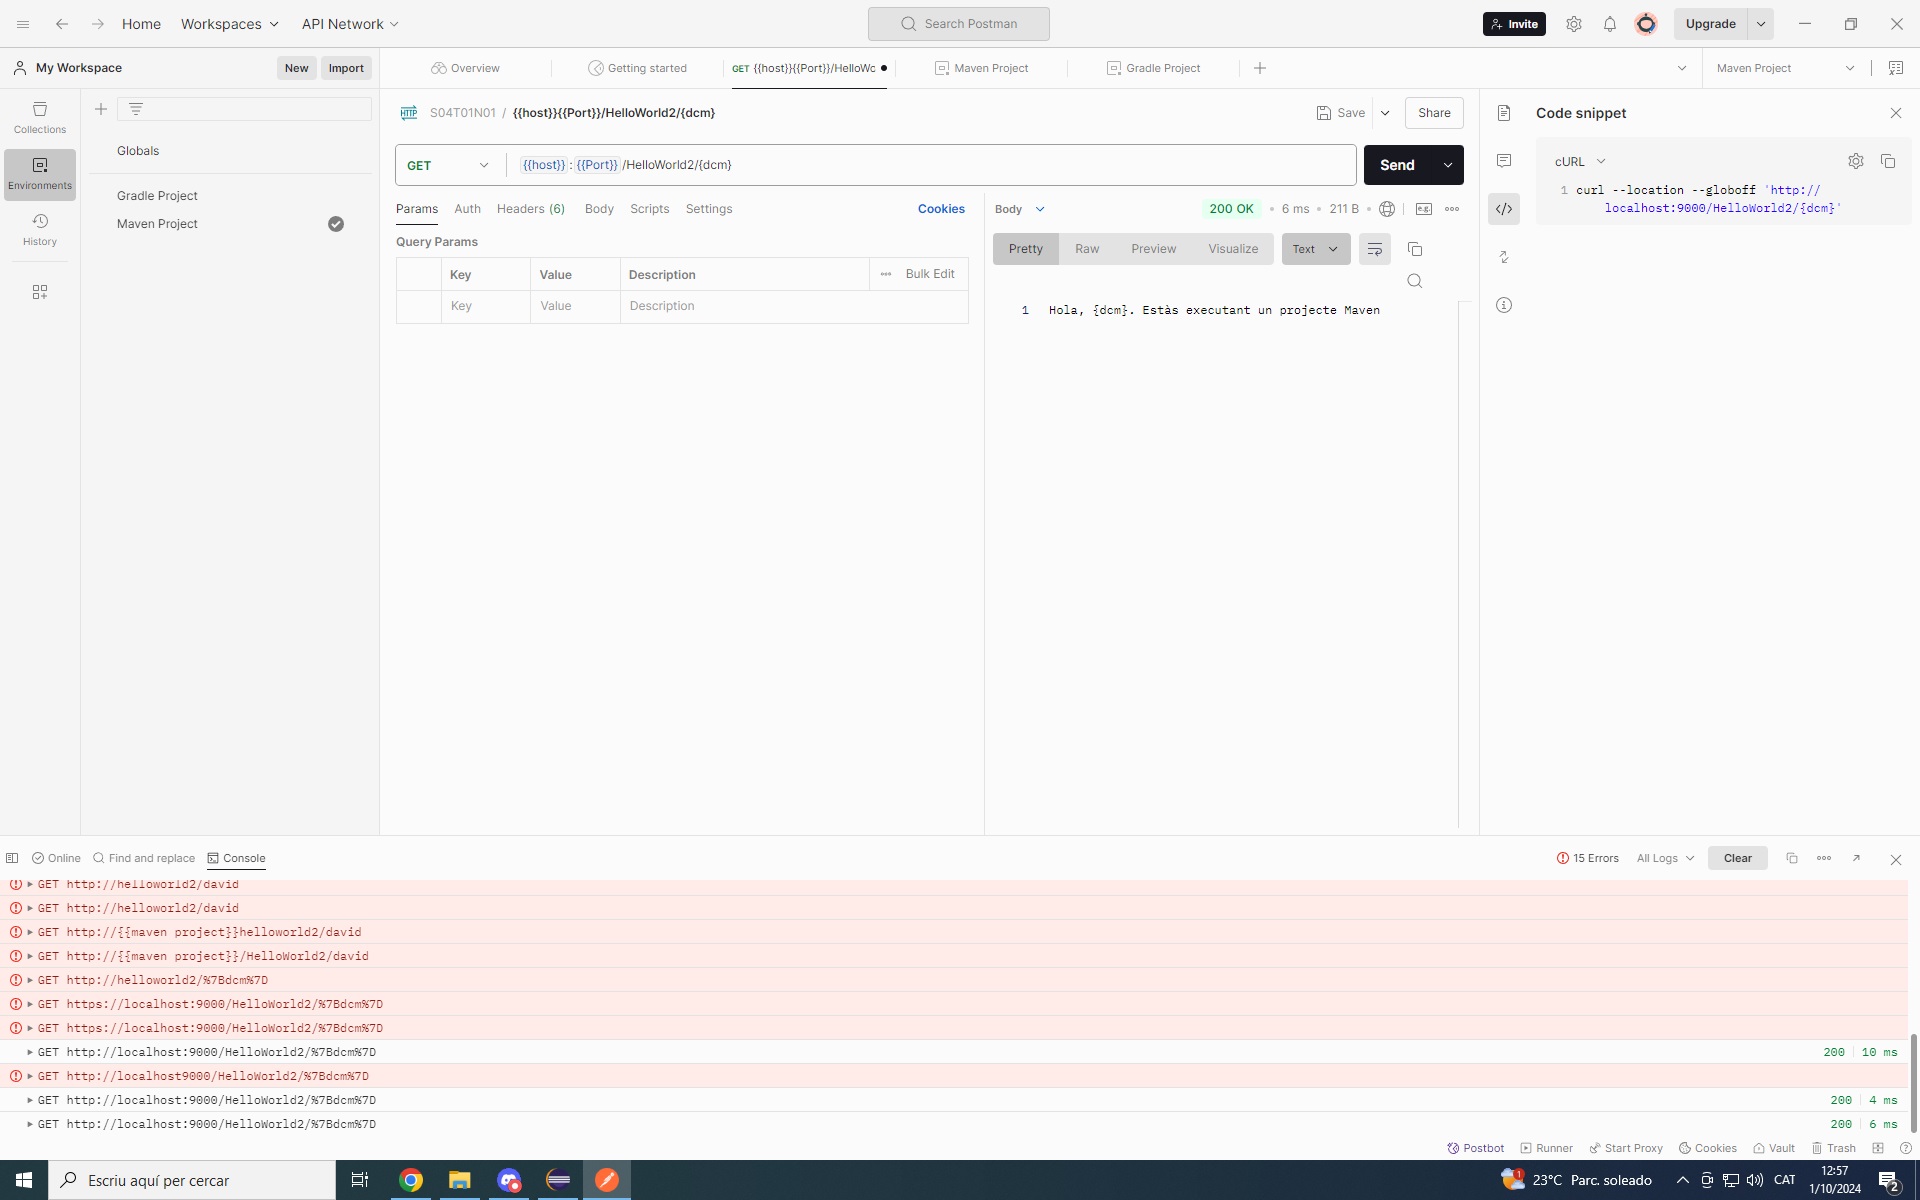 Home Workspaces API Network Search Postman Invite Upgrade
My Workspace New Import Overview Getting started GET {{host}}{{Port}}/HelloWc Maven Project Gradle Project Maven Project
Collections
Environments
History
Globals
Gradle Project
Maven Project
HTTP S04T01N01 / {{host}}{{Port}}/HelloWorld2/{dcm} Save Share
GET {{host}}:{{Port}}/HelloWorld2/{dcm} Send
Params Auth Headers (6) Body Scripts Settings Cookies
Query Params
Key Value Description Bulk Edit
Key Value Description
Body 200 OK 6 ms 211 B e.g.
Pretty Raw Preview Visualize Text
1 Hola, {dcm}. Estàs executant un projecte Maven
Code snippet
cURL
1 curl --location --globoff 'http://
localhost:9000/HelloWorld2/{dcm}'
Online Find and replace Console 15 Errors All Logs Clear
GET http://helloworld2/david
GET http://helloworld2/david
GET http://{{maven project}}helloworld2/david
GET http://{{maven project}}/HelloWorld2/david
GET http://helloworld2/%7Bdcm%7D
GET https://localhost:9000/HelloWorld2/%7Bdcm%7D
GET https://localhost:9000/HelloWorld2/%7Bdcm%7D
GET http://localhost:9000/HelloWorld2/%7Bdcm%7D 200 10 ms
GET http://localhost9000/HelloWorld2/%7Bdcm%7D
GET http://localhost:9000/HelloWorld2/%7Bdcm%7D 200 4 ms
GET http://localhost:9000/HelloWorld2/%7Bdcm%7D 200 6 ms
Postbot Runner Start Proxy Cookies Vault Trash
Escriu aquí per cercar 1 23°C Parc. soleado CAT 12:57
1/10/2024 2